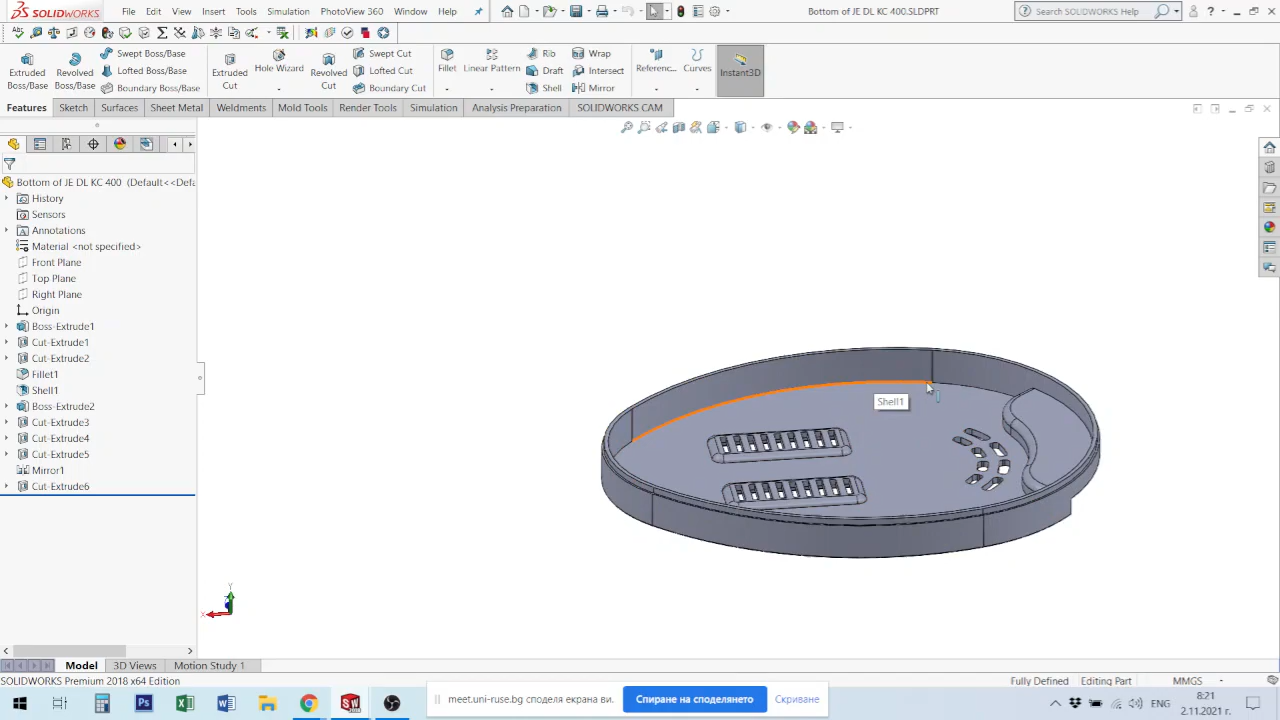 SOLIDWORKS
File Edit View Insert Tools Simulation PhotoView 360 Window Help
Bottom of JE DL KC 400.SLDPRT
Search SOLIDWORKS Help
Extruded Boss/Base
Revolved Boss/Base
Swept Boss/Base
Lofted Boss/Base
Boundary Boss/Base
Extruded Cut
Hole Wizard
Revolved Cut
Swept Cut
Lofted Cut
Boundary Cut
Fillet
Linear Pattern
Rib
Draft
Shell
Wrap
Intersect
Mirror
Referenc...
Curves
Instant3D
Features Sketch Surfaces Sheet Metal Weldments Mold Tools Render Tools Simulation Analysis Preparation SOLIDWORKS CAM
Bottom of JE DL KC 400 (Default<<Defa
History
Sensors
Annotations
Material <not specified>
Front Plane
Top Plane
Right Plane
Origin
Boss-Extrude1
Cut-Extrude1
Cut-Extrude2
Fillet1
Shell1
Boss-Extrude2
Cut-Extrude3
Cut-Extrude4
Cut-Extrude5
Mirror1
Cut-Extrude6
Shell1
Y
X
Model 3D Views Motion Study 1
SOLIDWORKS Premium 2018 x64 Edition
Fully Defined Editing Part MMGS
meet.uni-ruse.bg споделя екрана ви. Спиране на споделянето Скриване
ENG
8:21
2.11.2021 г.